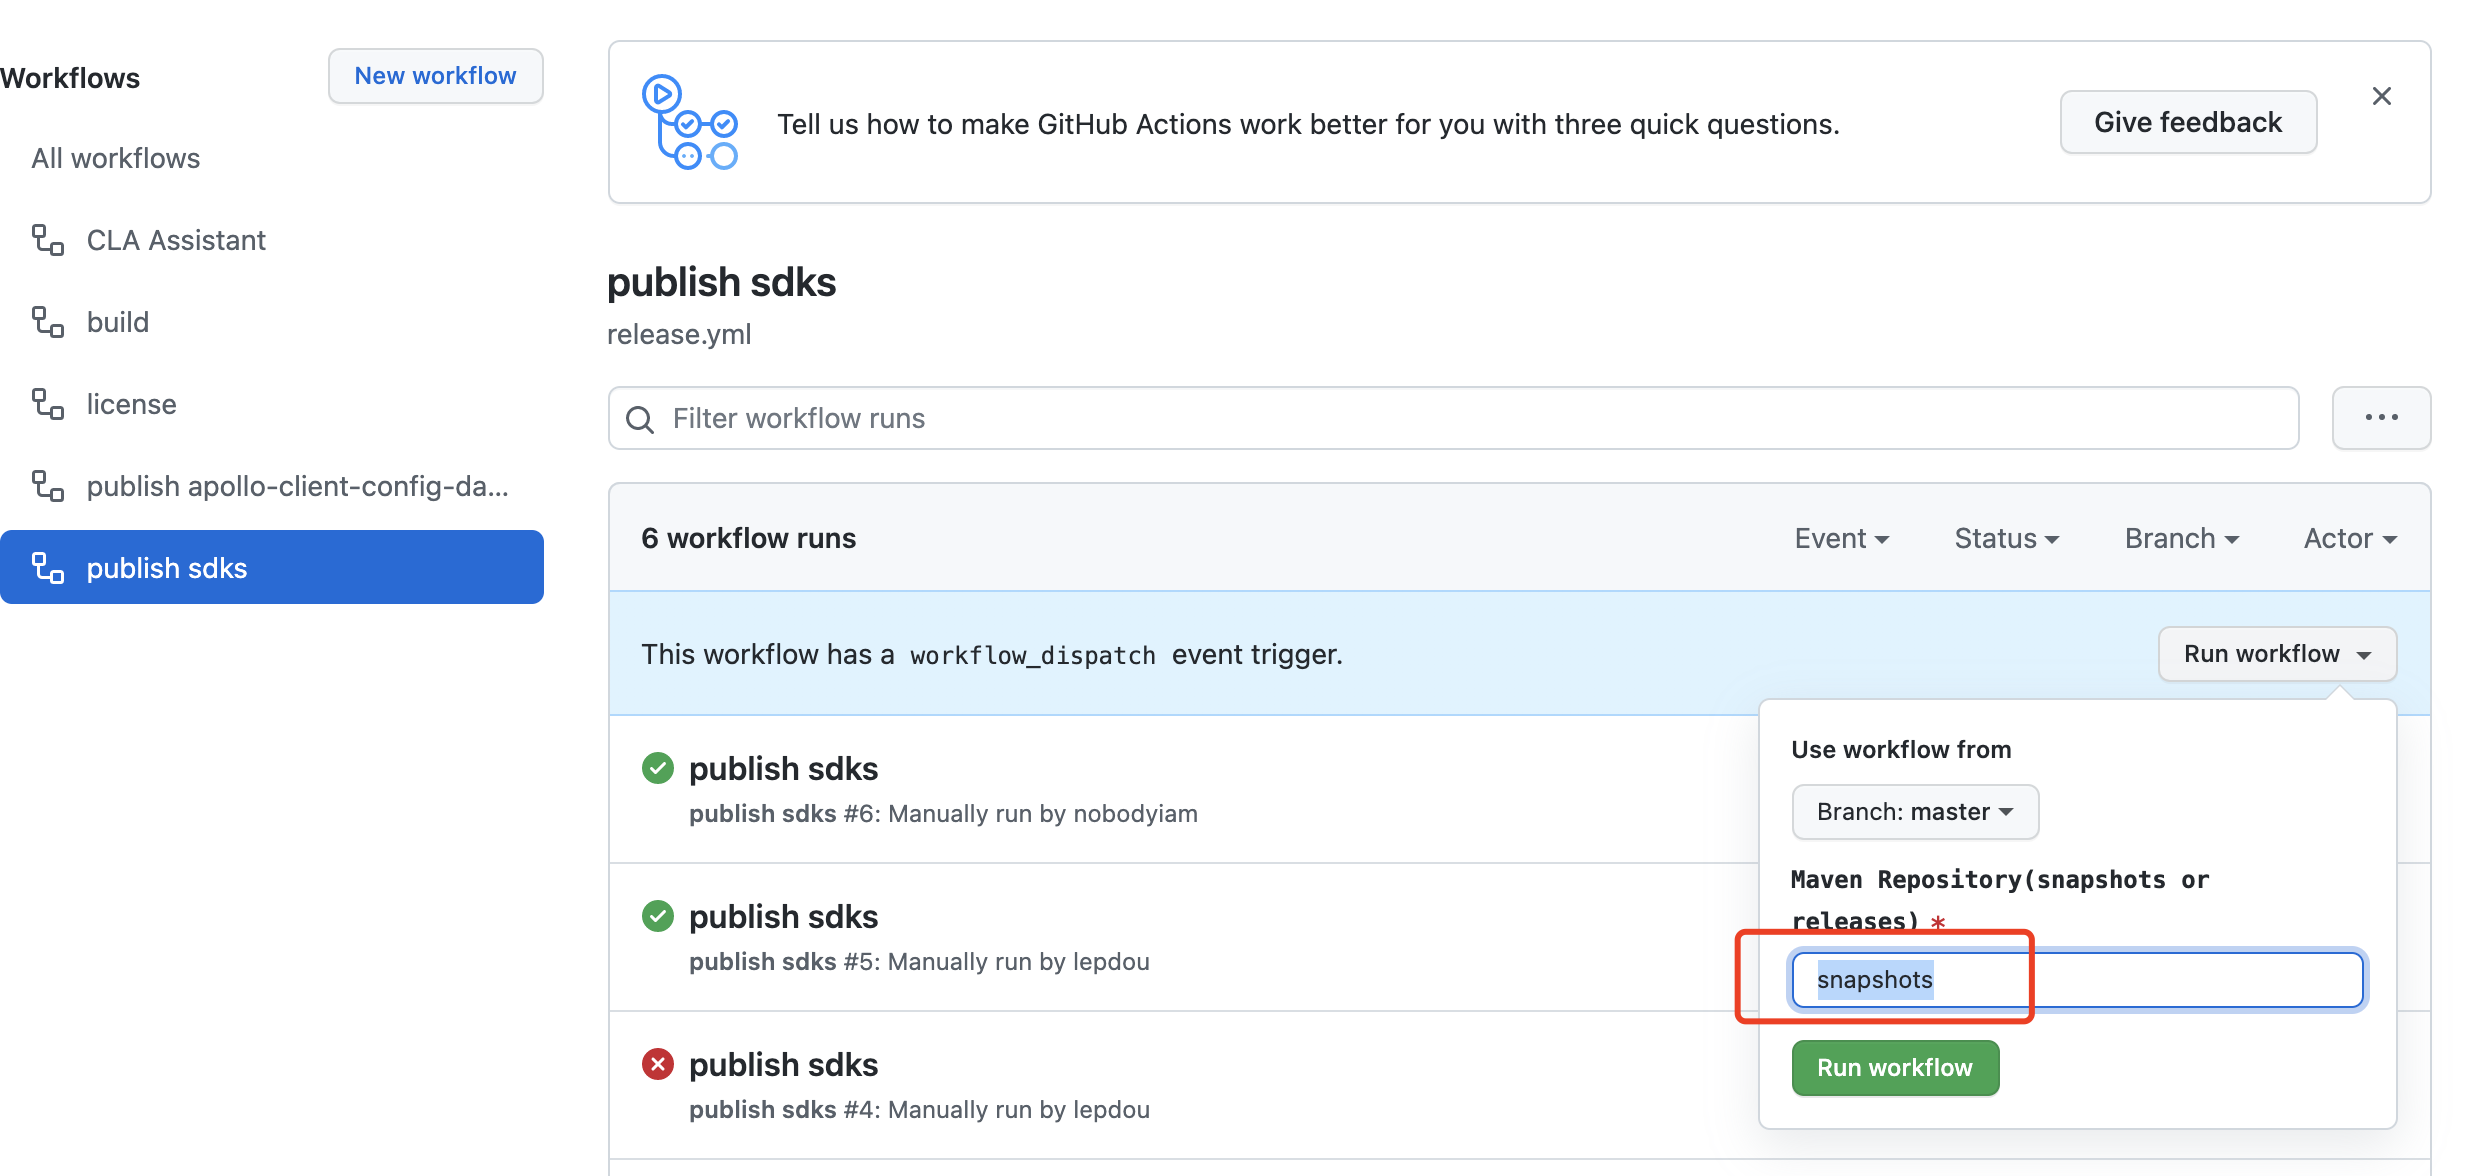 Workflows
New workflow
All workflows
CLA Assistant
build
license
publish apollo-client-config-da...
publish sdks
Tell us how to make GitHub Actions work better for you with three quick questions.
Give feedback
publish sdks
release.yml
Filter workflow runs
6 workflow runs
Event
Status
Branch
Actor
This workflow has a workflow_dispatch event trigger.
Run workflow
publish sdks
publish sdks #6: Manually run by nobodyiam
publish sdks
publish sdks #5: Manually run by lepdou
publish sdks
publish sdks #4: Manually run by lepdou
Use workflow from
Branch: master
Maven Repository(snapshots or
releases) *
snapshots
Run workflow